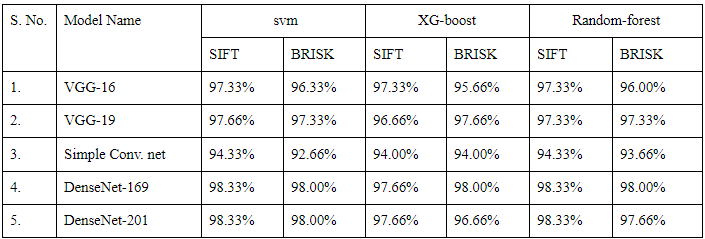 S. No. Model Name svm XG-boost Random-forest
SIFT BRISK SIFT BRISK SIFT BRISK
1. VGG-16 97.33% 96.33% 97.33% 95.66% 97.33% 96.00%
2. VGG-19 97.66% 97.33% 96.66% 97.66% 97.33% 97.33%
3. Simple Conv. net 94.33% 92.66% 94.00% 94.00% 94.33% 93.66%
4. DenseNet-169 98.33% 98.00% 97.66% 98.00% 98.33% 98.00%
5. DenseNet-201 98.33% 98.00% 97.66% 96.66% 98.33% 97.66%